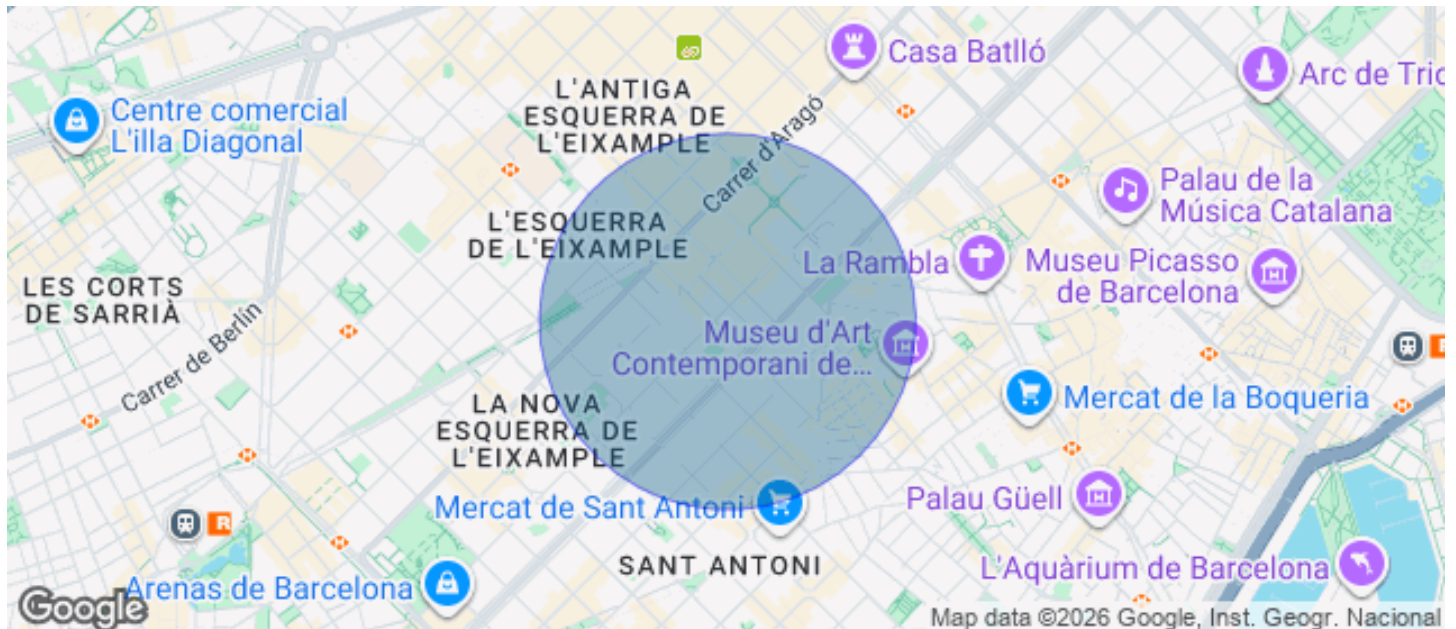 Casa Batlló
Arc de Trio
L'ANTIGA
ESQUERRA DE
L'EIXAMPLE
Centre comercial
L'illa Diagonal
Carrer d'Aragó
Palau de la
Música Catalana
L'ESQUERRA
DE L'EIXAMPLE
La Rambla
Museu Picasso
de Barcelona
LES CORTS
DE SARRIÀ
Carrer de Berlín
Museu d'Art
Contemporani de...
R
Mercat de la Boqueria
LA NOVA
ESQUERRA DE
L'EIXAMPLE
Mercat de Sant Antoni
Palau Güell
R
SANT ANTONI
L'Aquàrium de Barcelona
Arenas de Barcelona
Google
Map data ©2026 Google, Inst. Geogr. Nacional